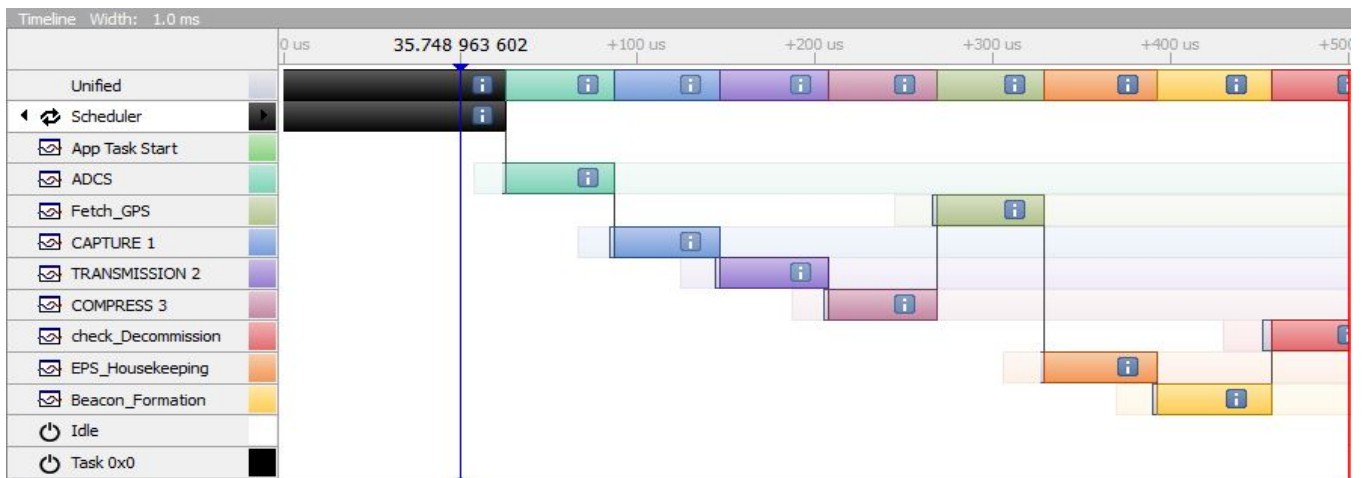 Timeline Width: 1.0 ms
0 us 35.748 963 602 +100 us +200 us +300 us +400 us +500
Unified
Scheduler
App Task Start
ADCS
Fetch_GPS
CAPTURE 1
TRANSMISSION 2
COMPRESS 3
check_Decommission
EPS_Housekeeping
Beacon_Formation
Idle
Task 0x0